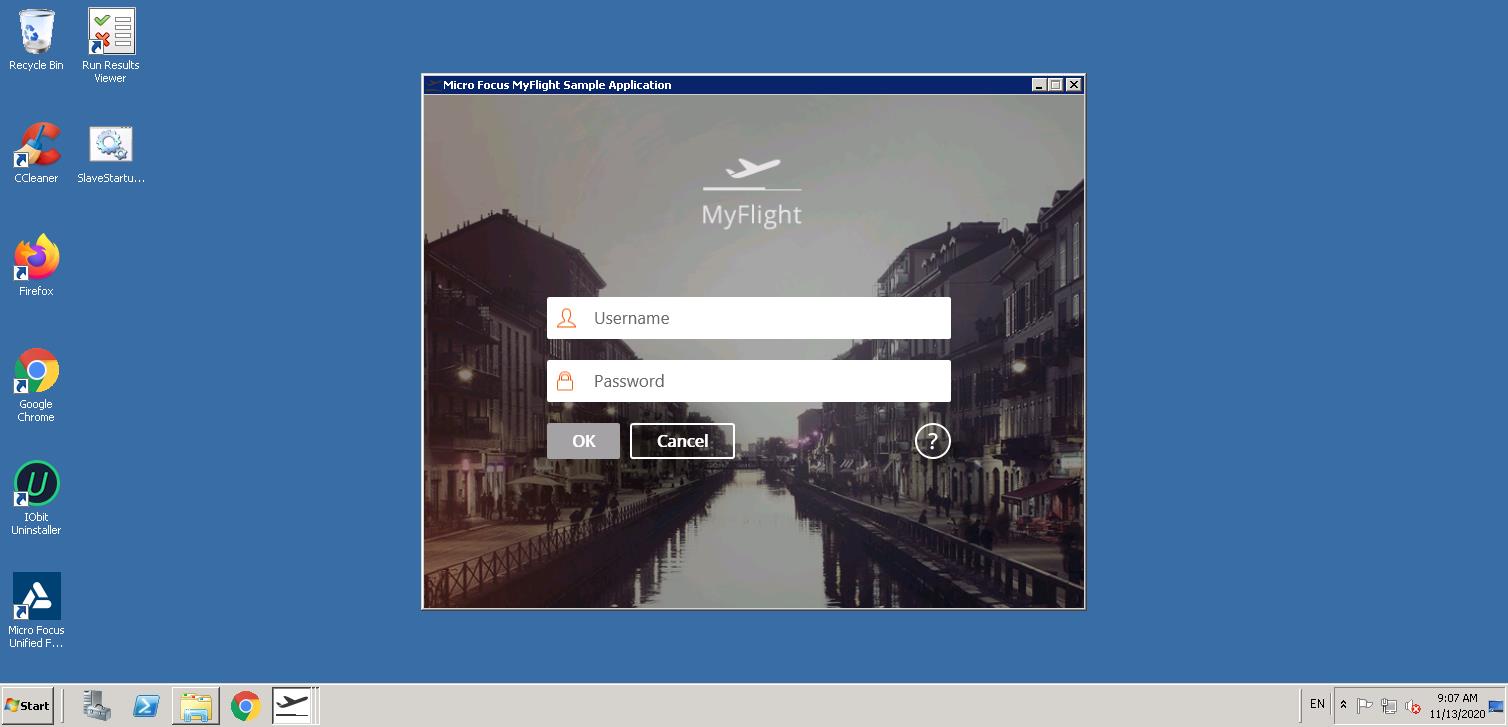 Recycle Bin
Run Results
Viewer
CCleaner
SlaveStartu...
Firefox
Google
Chrome
IObit
Uninstaller
Micro Focus
Unified F...
Micro Focus MyFlight Sample Application
MyFlight
Username
Password
OK
Cancel
?
Start
EN
9:07 AM
11/13/2020